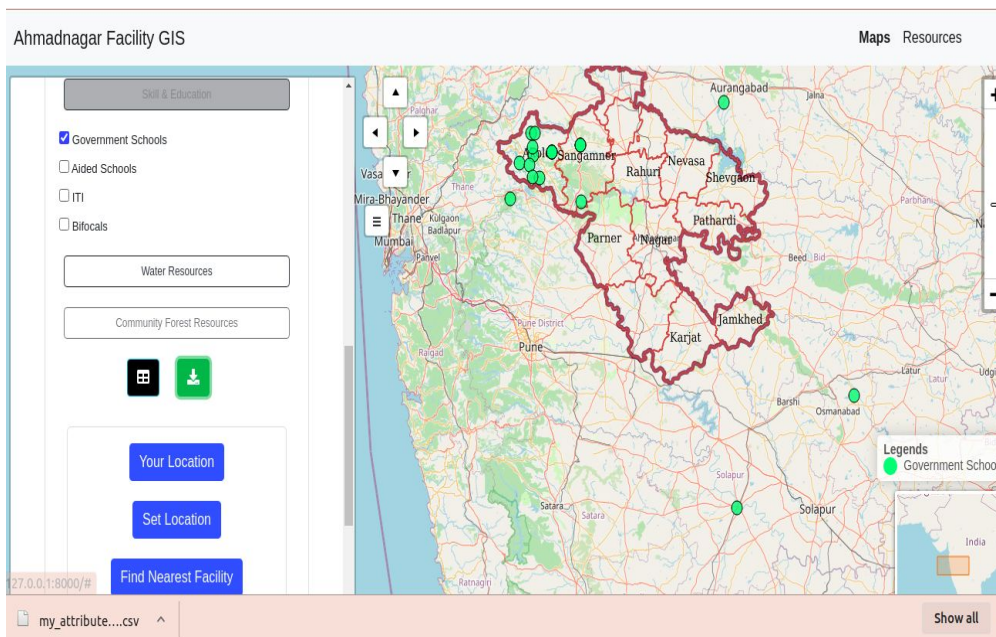 Ahmadnagar Facility GIS
Maps Resources
Skill & Education
Government Schools
Aided Schools
ITI
Bifocals
Water Resources
Community Forest Resources
Your Location
Set Location
Find Nearest Facility
127.0.0.1:8000/#
Aurangabad
Jalna
Palghar
Sangamner
Nevasa
Rahuri
Shevgaon
Thane
Mira-Bhayander
Parbhani
Thane
Kulgaon
Badlapur
Pathardi
Mumbai
Parner
Nagar
Panvel
Beed Bid
Pune District
Jamkhed
Raigad
Pune
Karjat
Latur
Latur
Barshi
Osmanabad
Legends
Government Schoo
Solapur
Solapur
Satara
Satara
India
Ratnagiri
my_attribute....csv
Show all